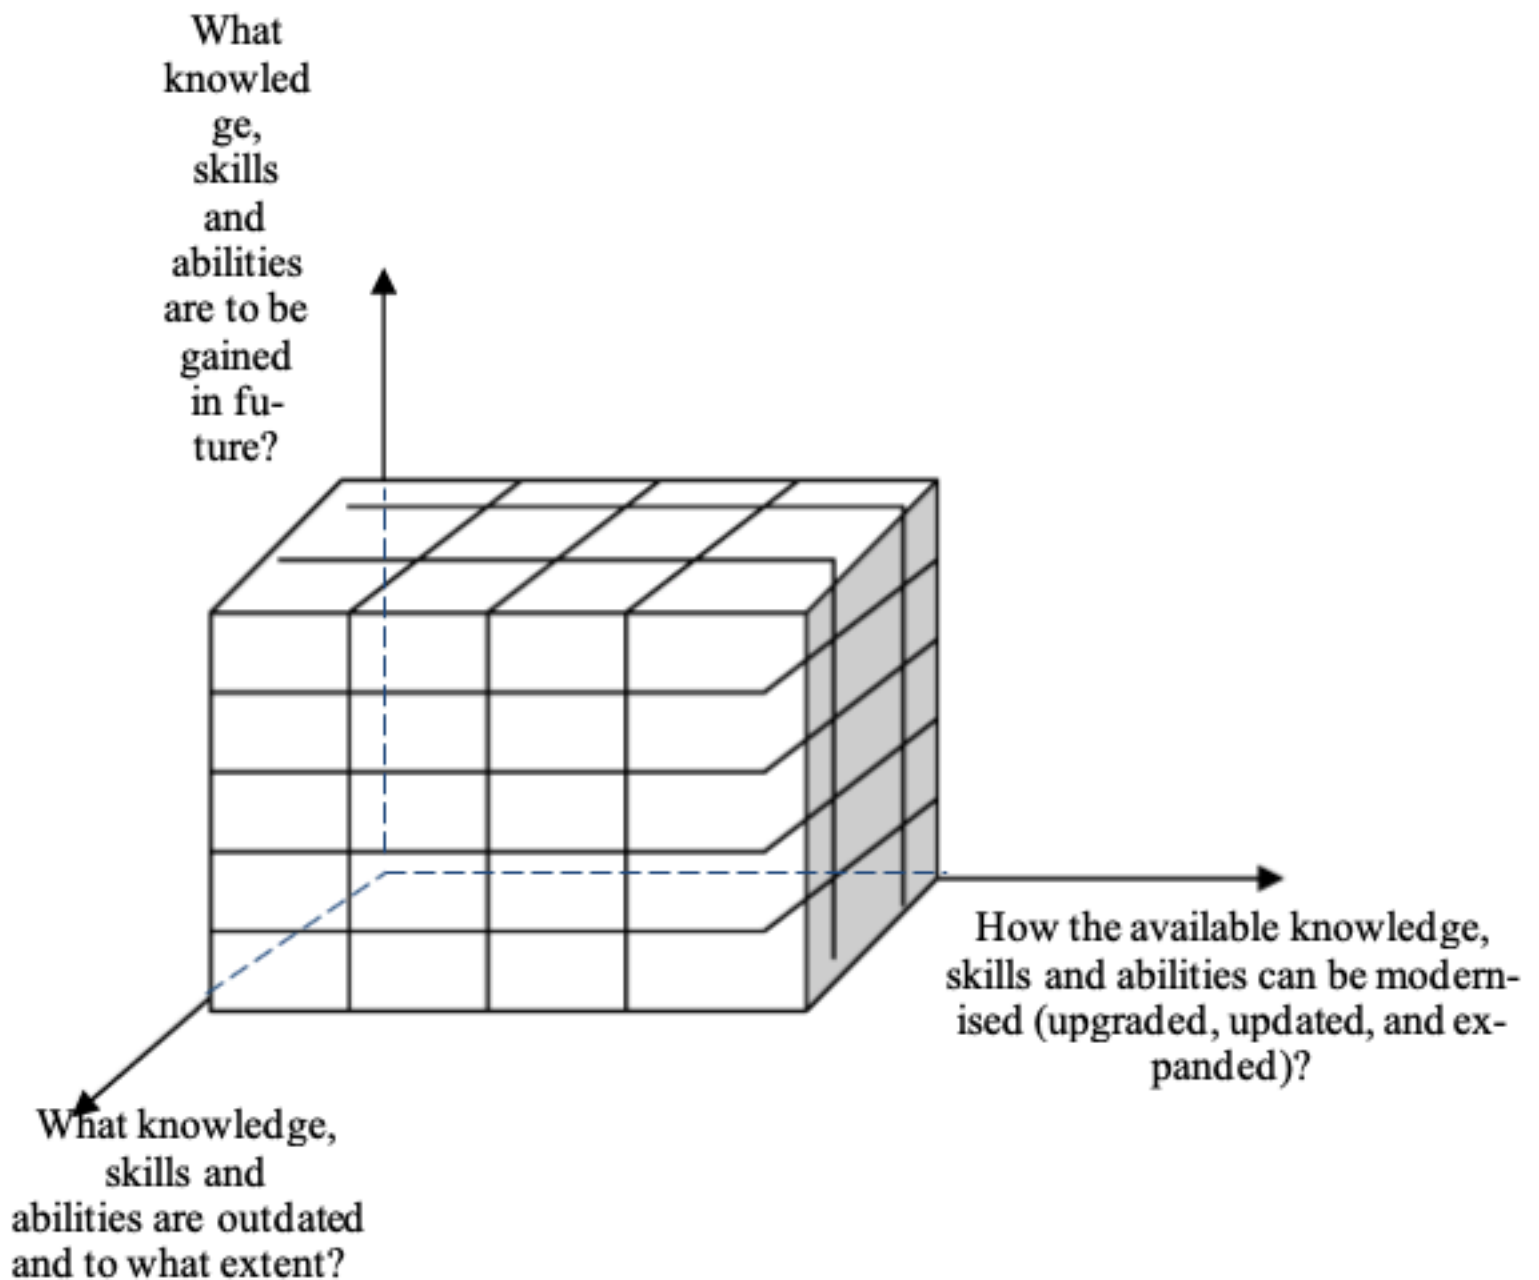 What
knowled
ge,
skills
and
abilities
are to be
gained
in fu-
ture?
How the available knowledge,
skills and abilities can be modern-
ised (upgraded, updated, and ex-
panded)?
What knowledge,
skills and
abilities are outdated
and to what extent?